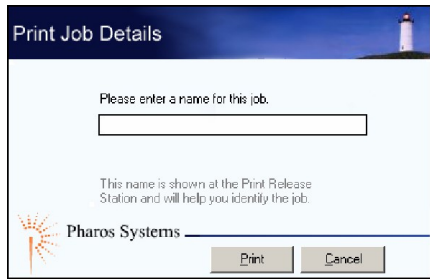 Print Job Details
Please enter a name for this job.
This name is shown at the Print Release
Station and will help you identify the job.
Pharos Systems
Print Cancel